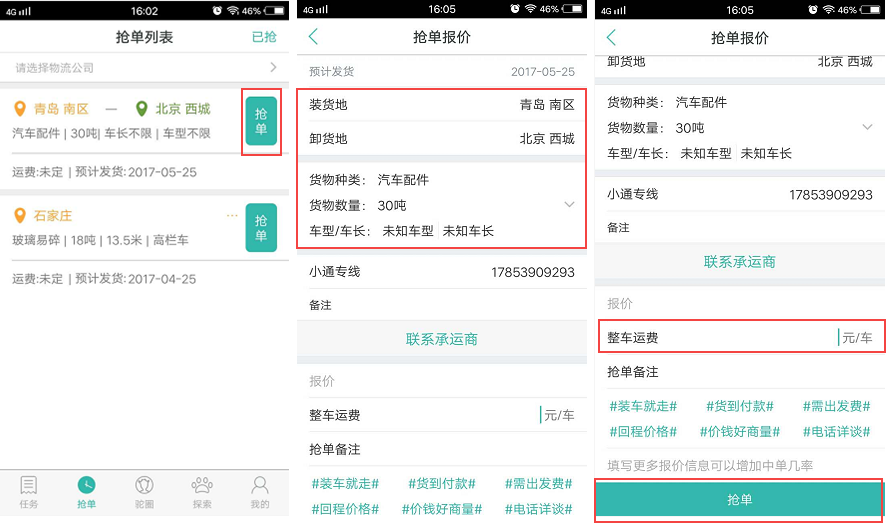 4G 16:02 46%
抢单列表 已抢
请选择物流公司
青岛 南区 — 北京 西城
抢单
汽车配件 | 30吨| 车长不限 | 车型不限
运费:未定 | 预计发货:2017-05-25
石家庄 ...
抢单
玻璃易碎 | 18吨 | 13.5米 | 高栏车
运费:未定 | 预计发货:2017-04-25
任务 抢单 驼圈 探索 我的
4G 16:05 46%
抢单报价
预计发货 2017-05-25
装货地 青岛 南区
卸货地 北京 西城
货物种类: 汽车配件
货物数量: 30吨
车型/车长: 未知车型 未知车长
小通专线 17853909293
备注
联系承运商
报价
整车运费 元/车
抢单备注
#装车就走# #货到付款# #需出发费#
#回程价格# #价钱好商量# #电话详谈#
4G 16:05 46%
抢单报价
卸货地 北京 西城
货物种类: 汽车配件
货物数量: 30吨
车型/车长: 未知车型 未知车长
小通专线 17853909293
备注
联系承运商
报价
整车运费 元/车
抢单备注
#装车就走# #货到付款# #需出发费#
#回程价格# #价钱好商量# #电话详谈#
填写更多报价信息可以增加中单几率
抢单